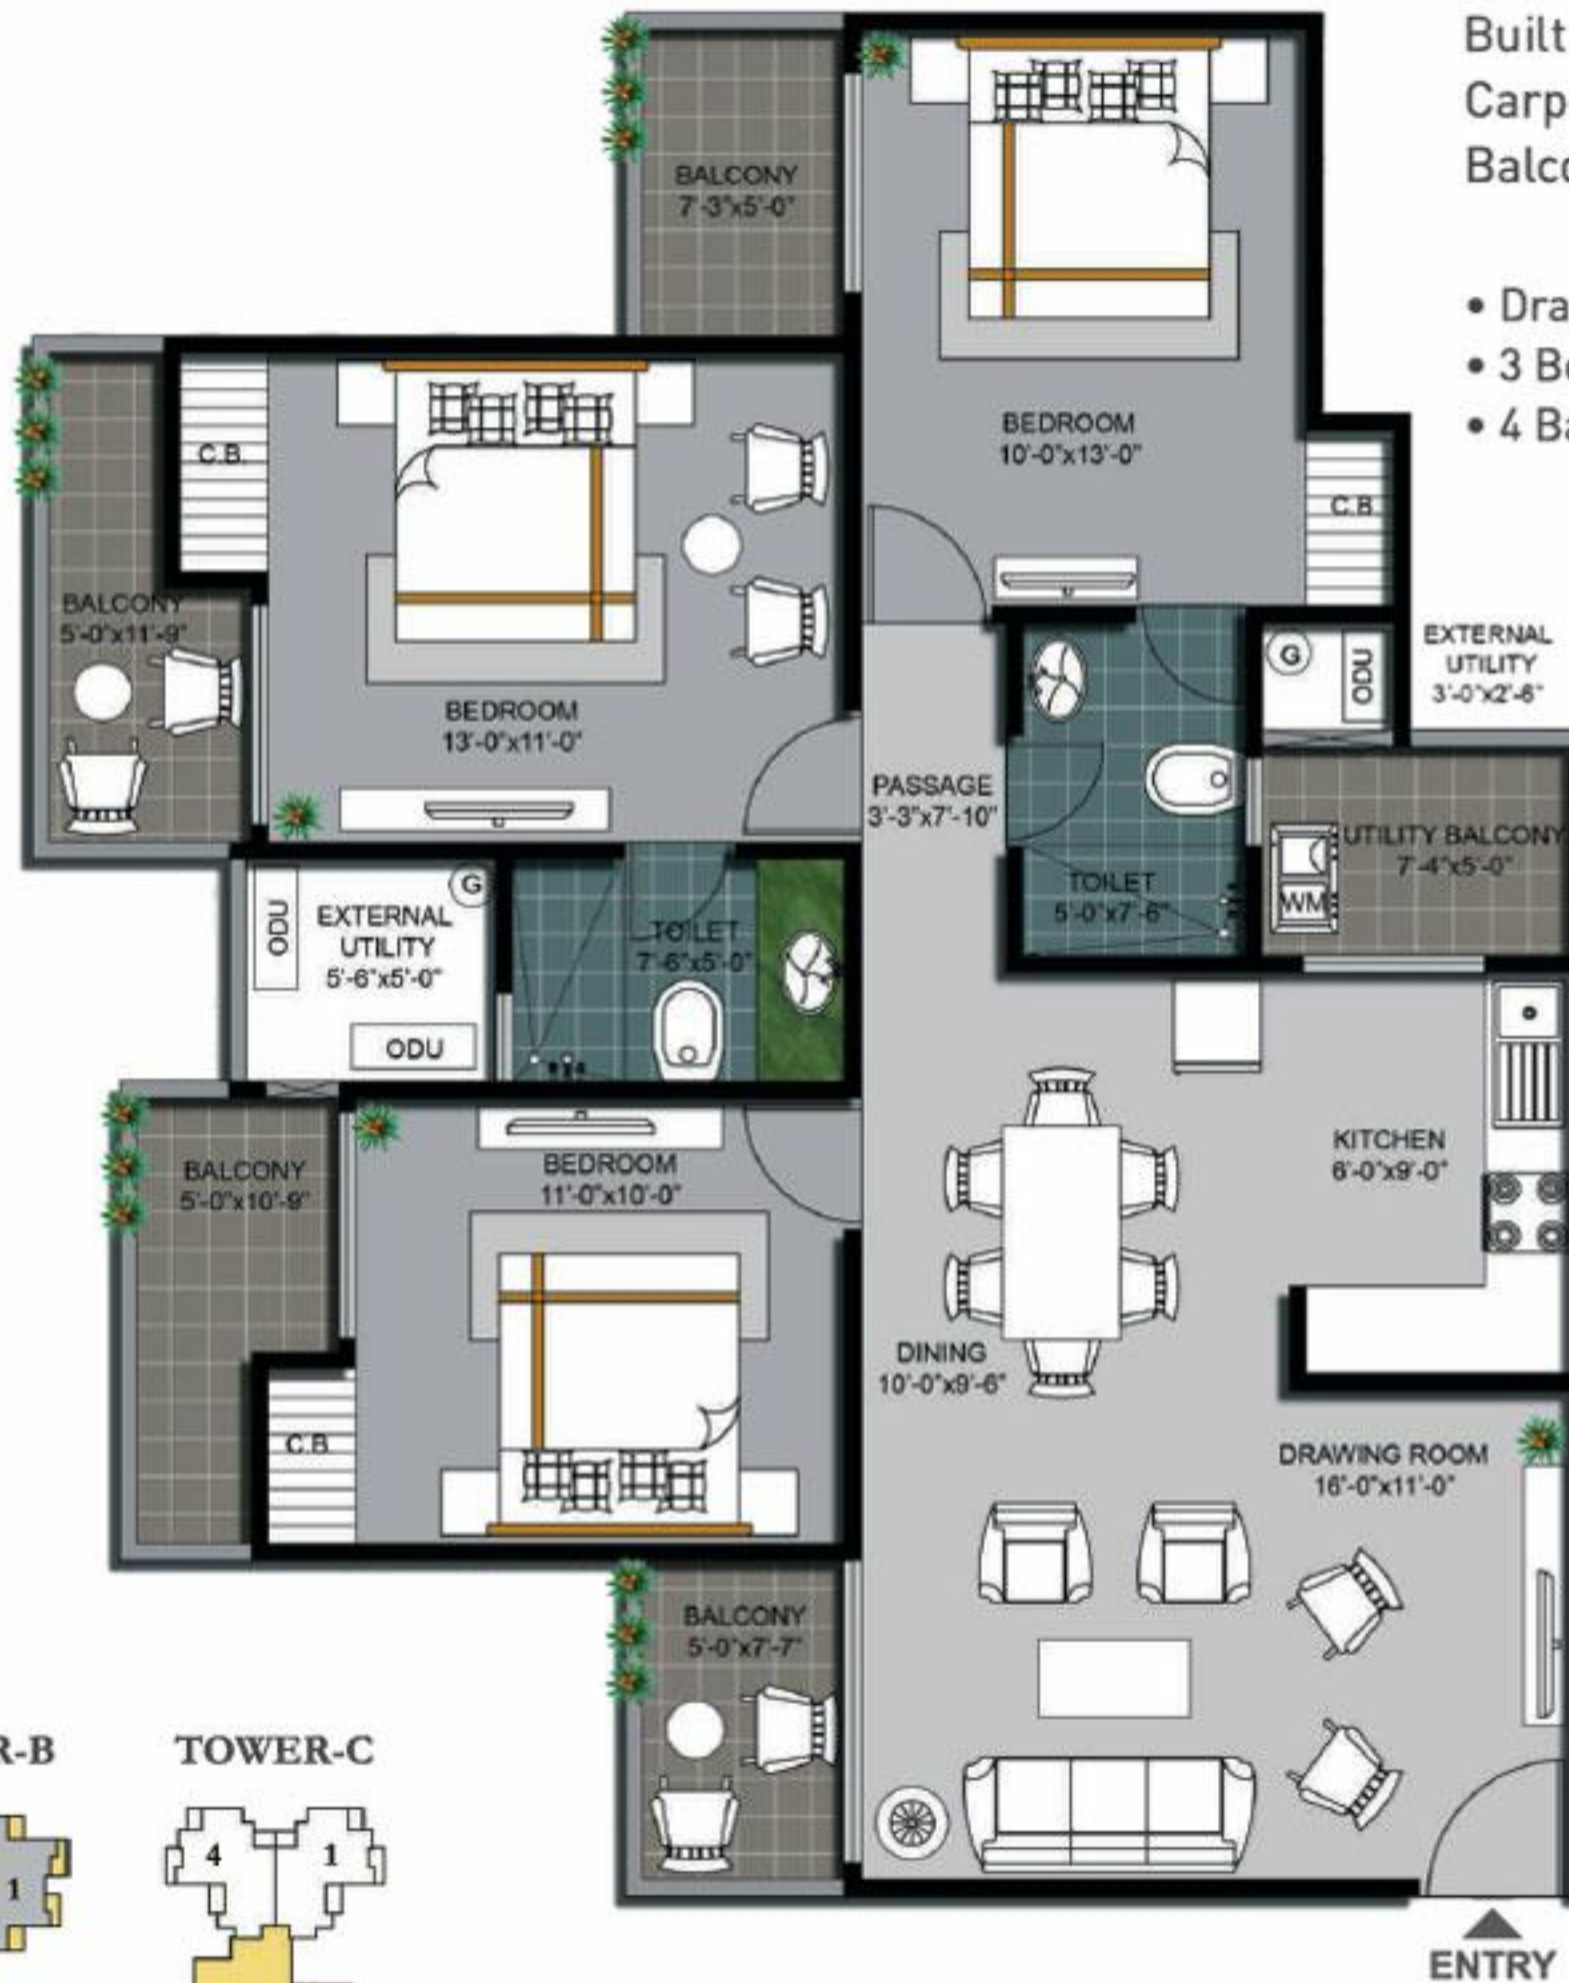 Built
Carp
Balco
• Dra
• 3 Be
• 4 Ba
BALCONY
7'-3"x5'-0"
BEDROOM
10'-0"x13'-0"
C.B.
C.B
BALCONY
5'-0"x11'-9"
BEDROOM
13'-0"x11'-0"
G
ODU
EXTERNAL
UTILITY
3'-0"x2'-6"
PASSAGE
3'-3"x7'-10"
TOILET
5'-0"x7'-6"
UTILITY BALCONY
7'-4"x5'-0"
WM
ODU
EXTERNAL
UTILITY
5'-6"x5'-0"
G
ODU
TOILET
7'-6"x5'-0"
BALCONY
5'-0"x10'-9"
BEDROOM
11'-0"x10'-0"
C.B
KITCHEN
6'-0"x9'-0"
DINING
10'-0"x9'-6"
DRAWING ROOM
16'-0"x11'-0"
BALCONY
5'-0"x7'-7"
R-B
TOWER-C
1
4
1
ENTRY